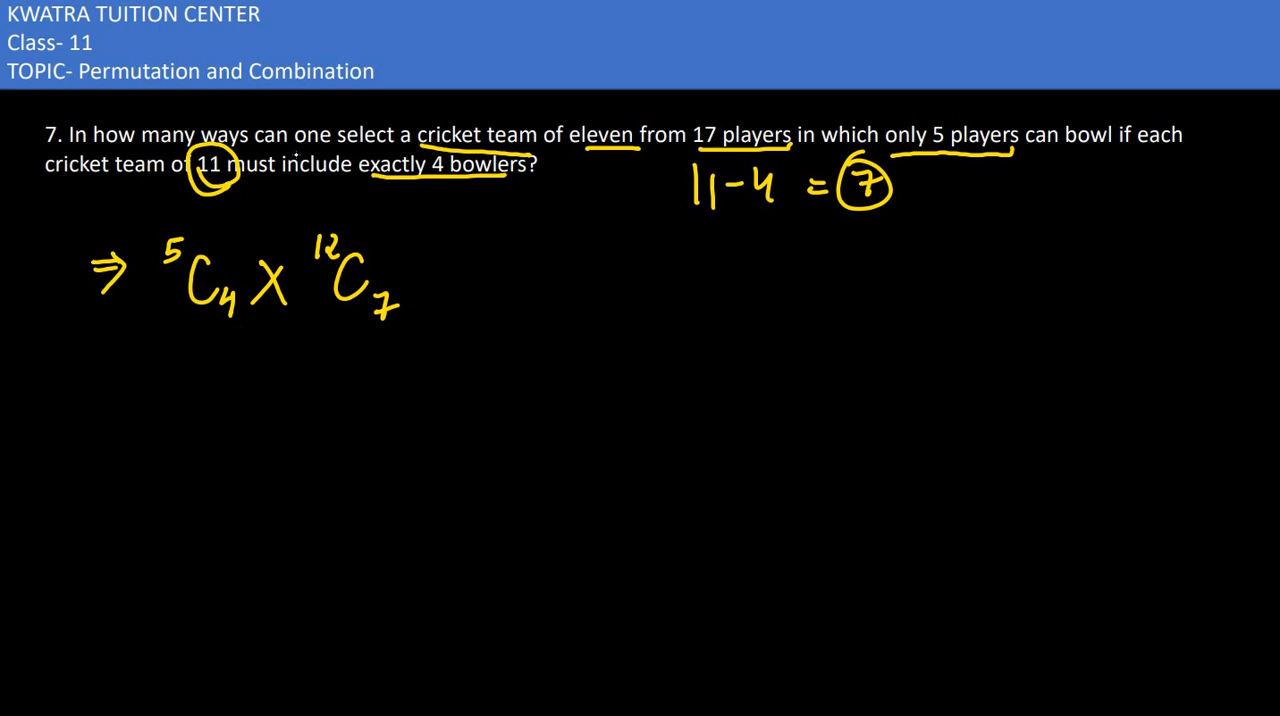 KWATRA TUITION CENTER
Class- 11
TOPIC- Permutation and Combination
7. In how many ways can one select a cricket team of eleven from 17 players in which only 5 players can bowl if each
cricket team of 11 must include exactly 4 bowlers?
11-4 = 7
⇒ ⁵C₄ X ¹²C₇